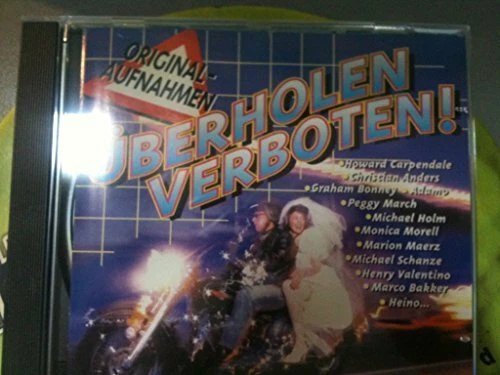 ORIGINAL-
AUFNAHMEN
ÜBERHOLEN
VERBOTEN!
•Howard Carpendale
•Christian Anders
•Graham Bonney •Adamo
•Peggy March
•Michael Holm
•Monica Morell
•Marion Maerz
•Michael Schanze
•Henry Valentino
•Marco Bakker
•Heino...